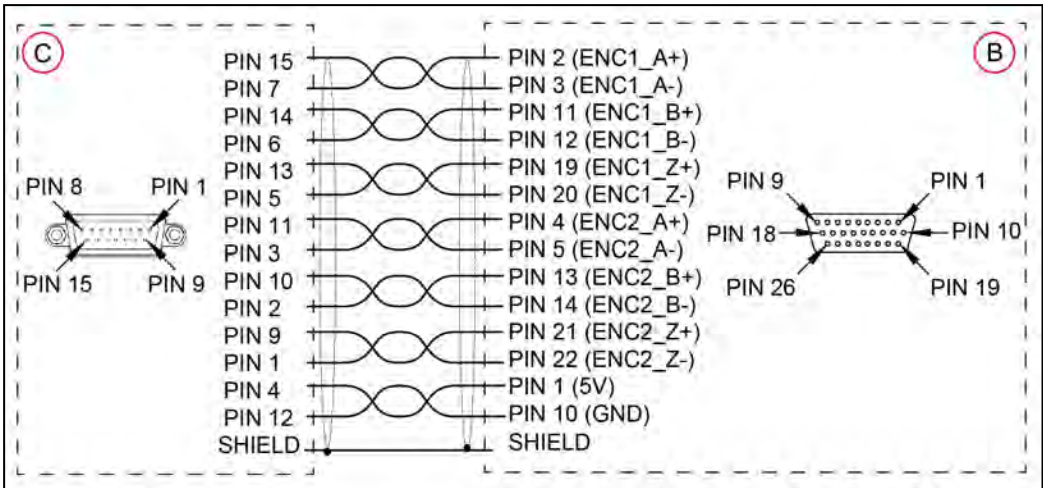 C
B
PIN 15
PIN 2 (ENC1_A+)
PIN 7
PIN 3 (ENC1_A-)
PIN 14
PIN 11 (ENC1_B+)
PIN 6
PIN 12 (ENC1_B-)
PIN 13
PIN 19 (ENC1_Z+)
PIN 5
PIN 20 (ENC1_Z-)
PIN 11
PIN 4 (ENC2_A+)
PIN 3
PIN 5 (ENC2_A-)
PIN 10
PIN 13 (ENC2_B+)
PIN 2
PIN 14 (ENC2_B-)
PIN 9
PIN 21 (ENC2_Z+)
PIN 1
PIN 22 (ENC2_Z-)
PIN 4
PIN 1 (5V)
PIN 12
PIN 10 (GND)
SHIELD
SHIELD
PIN 8
PIN 1
PIN 15
PIN 9
PIN 9
PIN 1
PIN 18
PIN 10
PIN 26
PIN 19